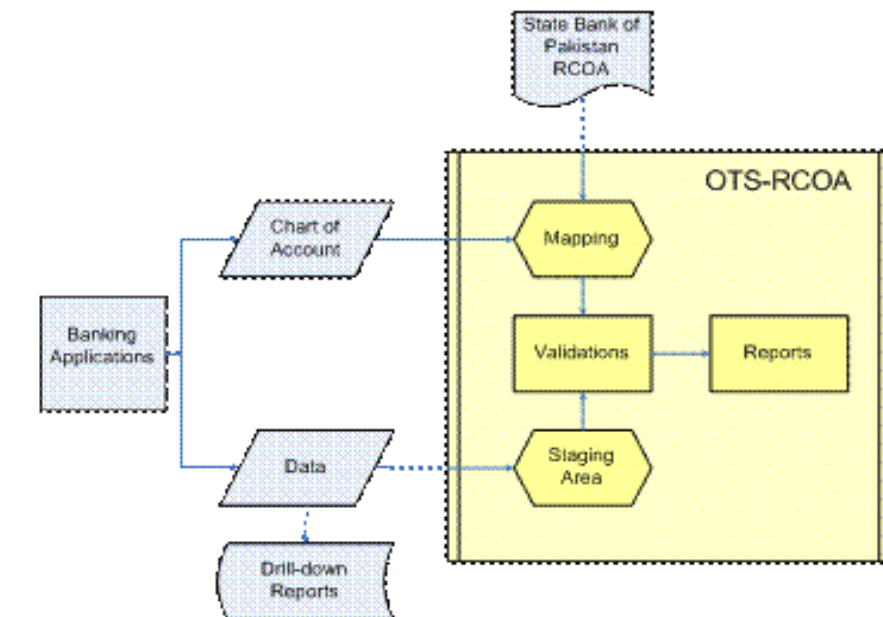 State Bank of
Pakistan
RCOA
OTS-RCOA
Chart of
Account
Mapping
Banking
Applications
Validations
Reports
Data
Staging
Area
Drill-down
Reports